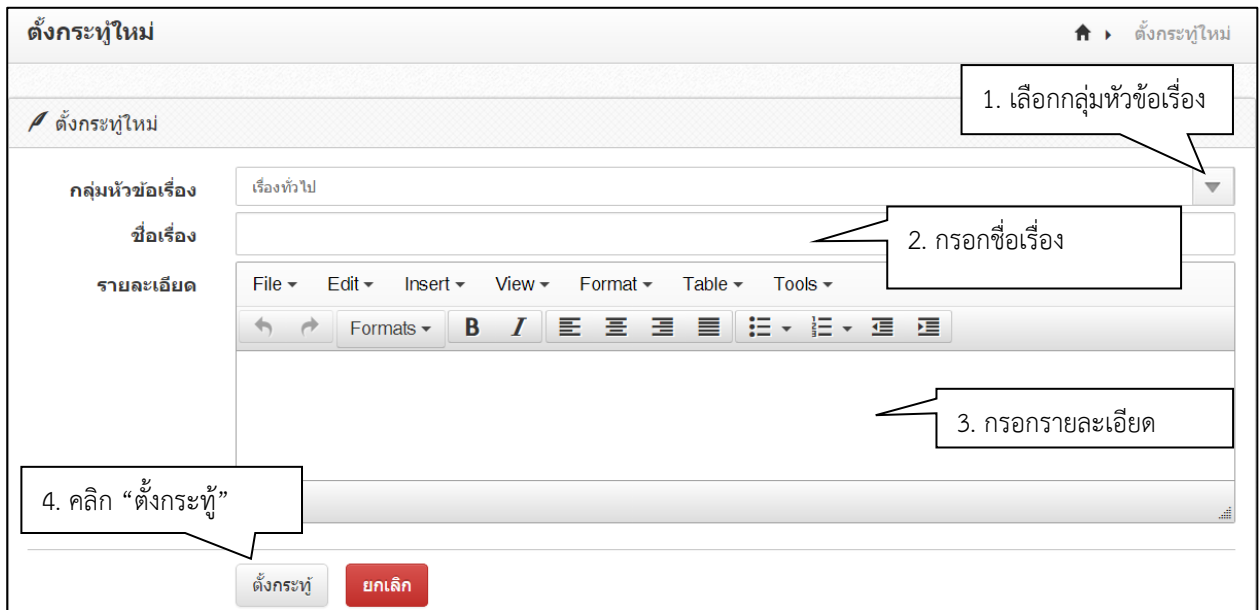 ตั้งกระทู้ใหม่
ตั้งกระทู้ใหม่
1. เลือกกลุ่มหัวข้อเรื่อง
ตั้งกระทู้ใหม่
กลุ่มหัวข้อเรื่อง
เรื่องทั่วไป
ชื่อเรื่อง
2. กรอกชื่อเรื่อง
รายละเอียด
File Edit Insert View Format Table Tools
Formats B I
3. กรอกรายละเอียด
4. คลิก “ตั้งกระทู้”
ตั้งกระทู้ ยกเลิก